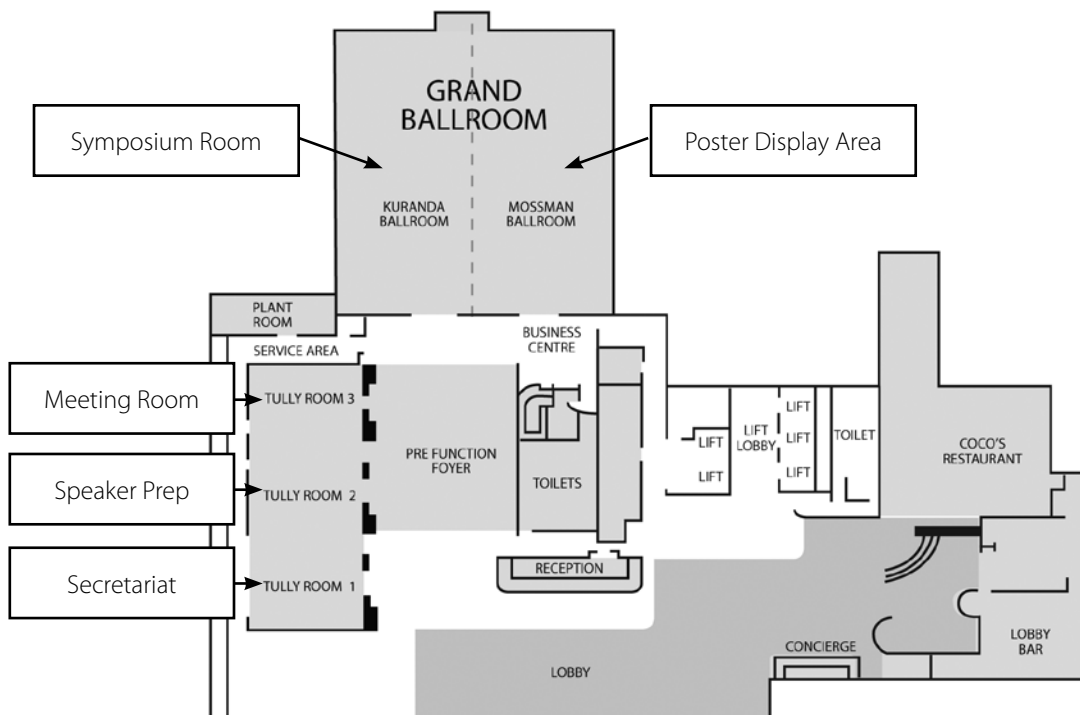 GRAND
BALLROOM
Symposium Room
Poster Display Area
KURANDA
BALLROOM
MOSSMAN
BALLROOM
PLANT
ROOM
SERVICE AREA
BUSINESS
CENTRE
Meeting Room
TULLY ROOM 3
Speaker Prep
TULLY ROOM 2
Secretariat
TULLY ROOM 1
PRE FUNCTION
FOYER
TOILETS
RECEPTION
LIFT
LIFT
LIFT
LOBBY
LIFT
LIFT
LIFT
TOILET
COCO'S
RESTAURANT
LOBBY
CONCIERGE
LOBBY
BAR